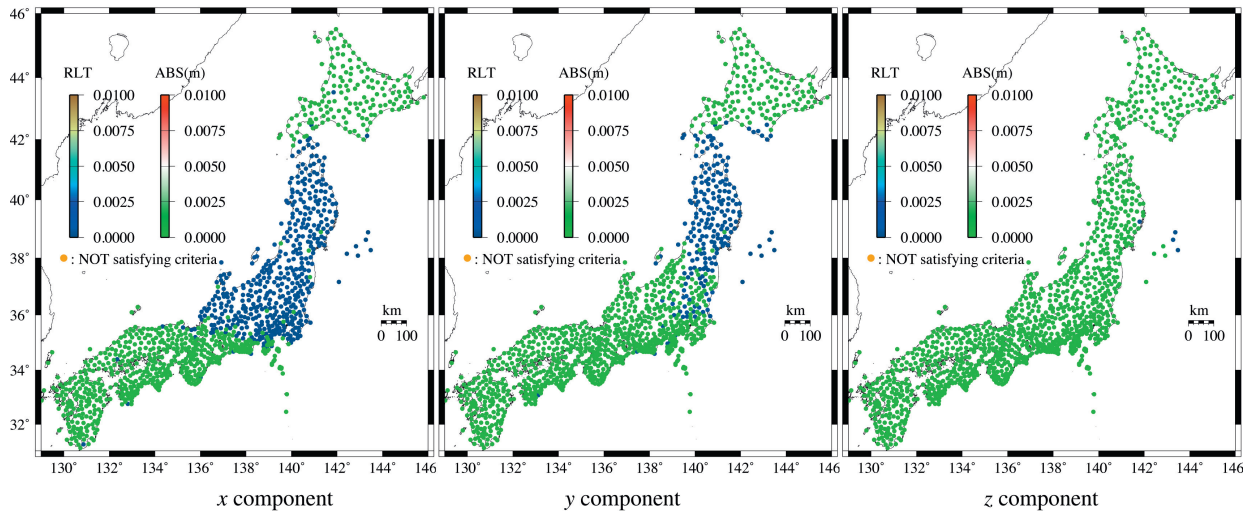 46°
44°
42°
40°
38°
36°
34°
32°
RLT ABS(m)
0.0100 0.0100
0.0075 0.0075
0.0050 0.0050
0.0025 0.0025
0.0000 0.0000
: NOT satisfying criteria
km
0 100
130° 132° 134° 136° 138° 140° 142° 144° 146°
x component
RLT ABS(m)
0.0100 0.0100
0.0075 0.0075
0.0050 0.0050
0.0025 0.0025
0.0000 0.0000
: NOT satisfying criteria
km
0 100
130° 132° 134° 136° 138° 140° 142° 144° 146°
y component
RLT ABS(m)
0.0100 0.0100
0.0075 0.0075
0.0050 0.0050
0.0025 0.0025
0.0000 0.0000
: NOT satisfying criteria
km
0 100
130° 132° 134° 136° 138° 140° 142° 144° 146°
z component